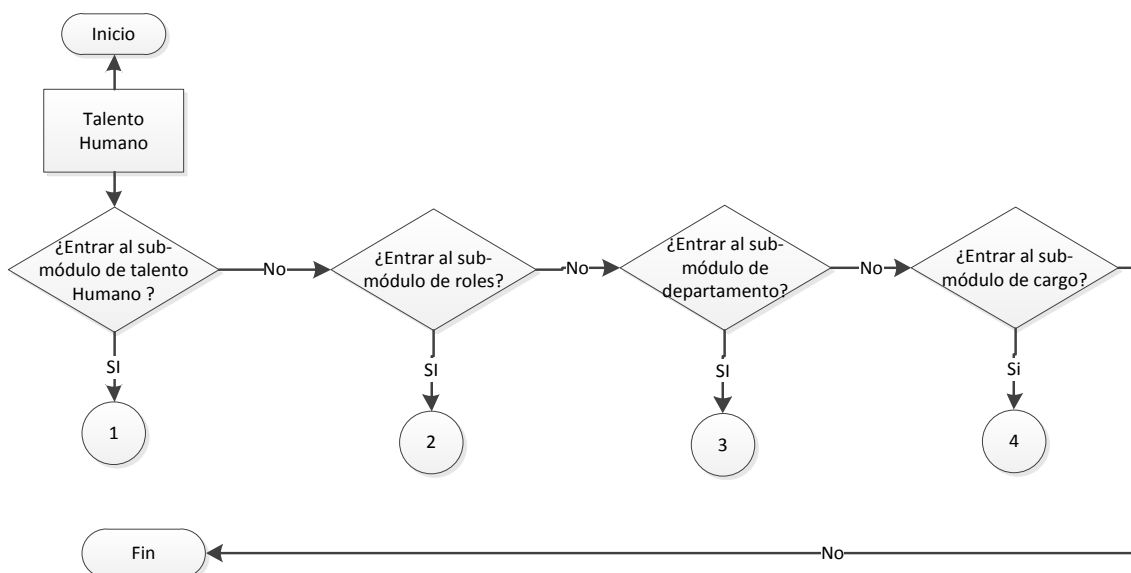 Inicio
Talento
Humano
¿Entrar al sub-
módulo de talento
Humano ?
No
¿Entrar al sub-
módulo de roles?
No
¿Entrar al sub-
módulo de
departamento?
No
¿Entrar al sub-
módulo de cargo?
SI
SI
SI
Si
1
2
3
4
Fin
No